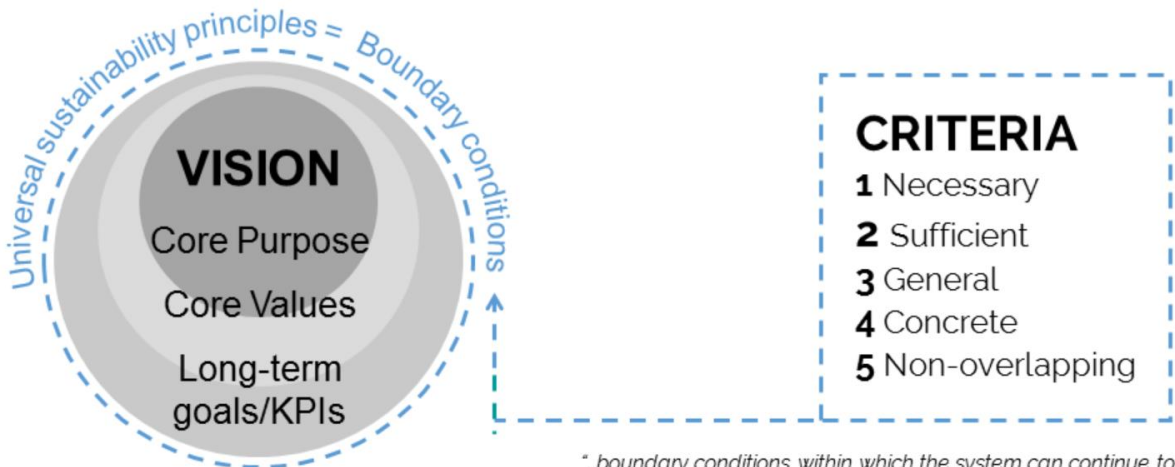 Universal sustainability principles = Boundary conditions
VISION
Core Purpose
Core Values
Long-term
goals/KPIs
CRITERIA
1 Necessary
2 Sufficient
3 General
4 Concrete
5 Non-overlapping
“ boundary conditions within which the system can continue to